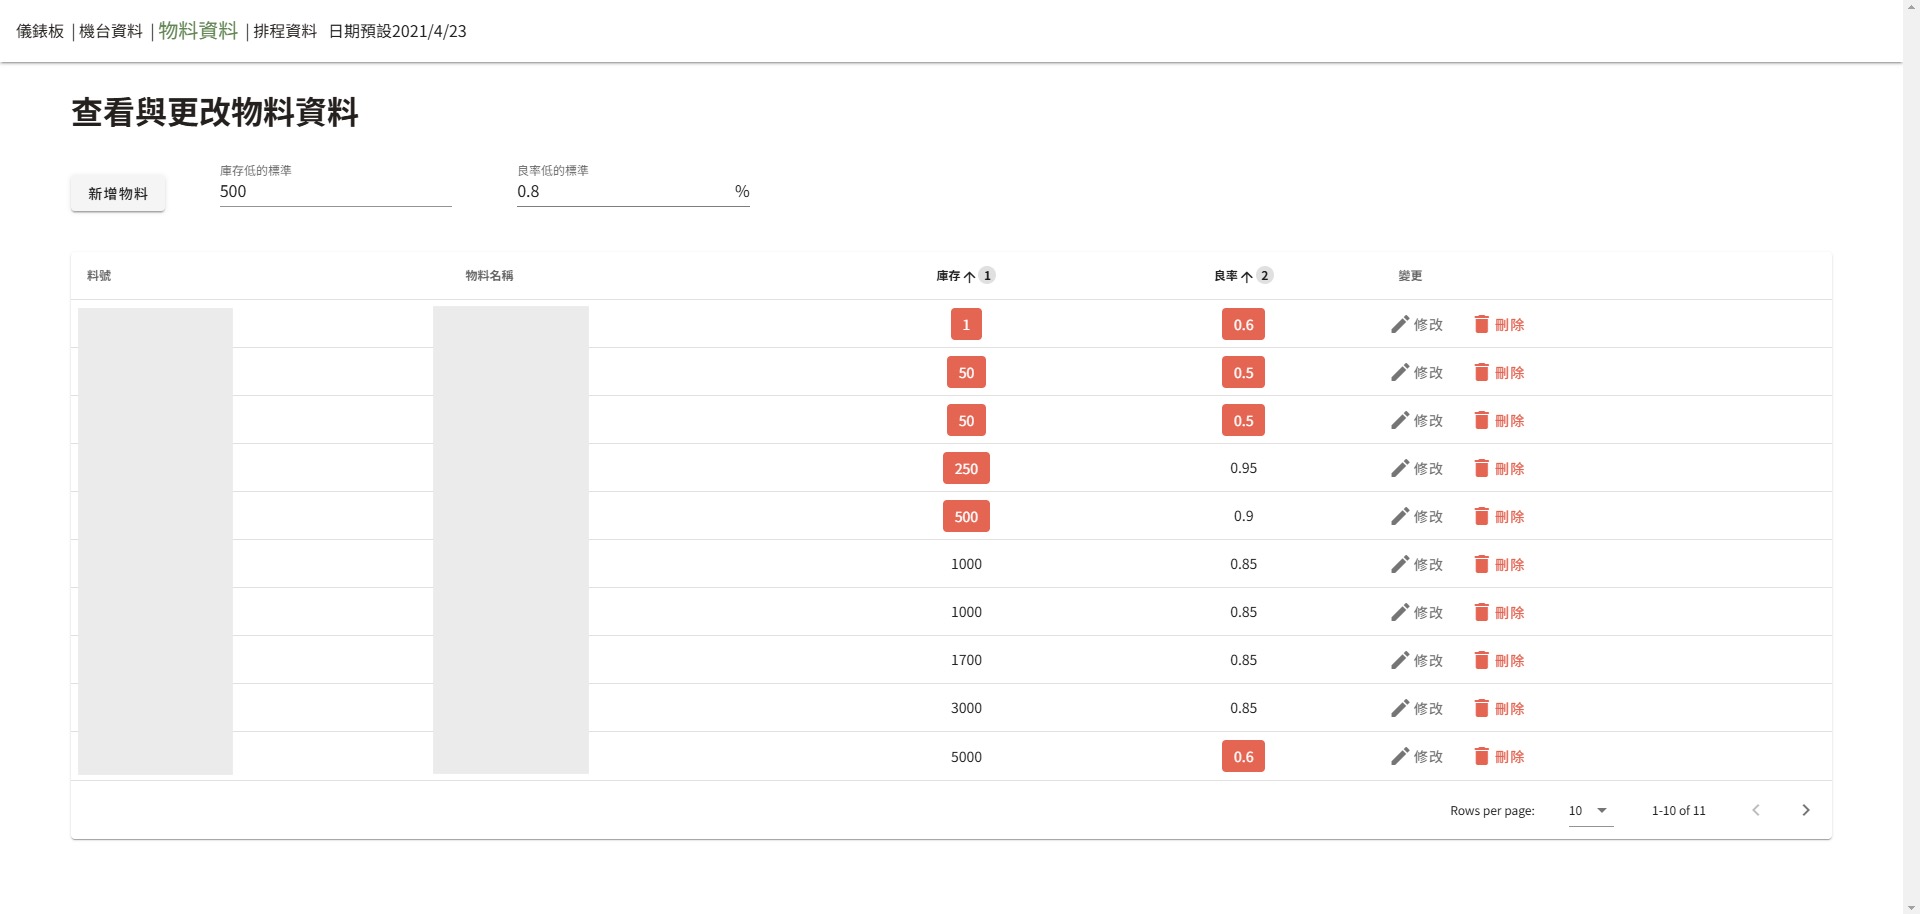 儀錶板 | 機台資料 | 物料資料 | 排程資料 日期預設2021/4/23
查看與更改物料資料
新增物料
庫存低的標準
500
良率低的標準
0.8 %
料號 物料名稱 庫存 ↑ 1 良率 ↑ 2 變更
1 0.6 修改 刪除
50 0.5 修改 刪除
50 0.5 修改 刪除
250 0.95 修改 刪除
500 0.9 修改 刪除
1000 0.85 修改 刪除
1000 0.85 修改 刪除
1700 0.85 修改 刪除
3000 0.85 修改 刪除
5000 0.6 修改 刪除
Rows per page: 10 1-10 of 11